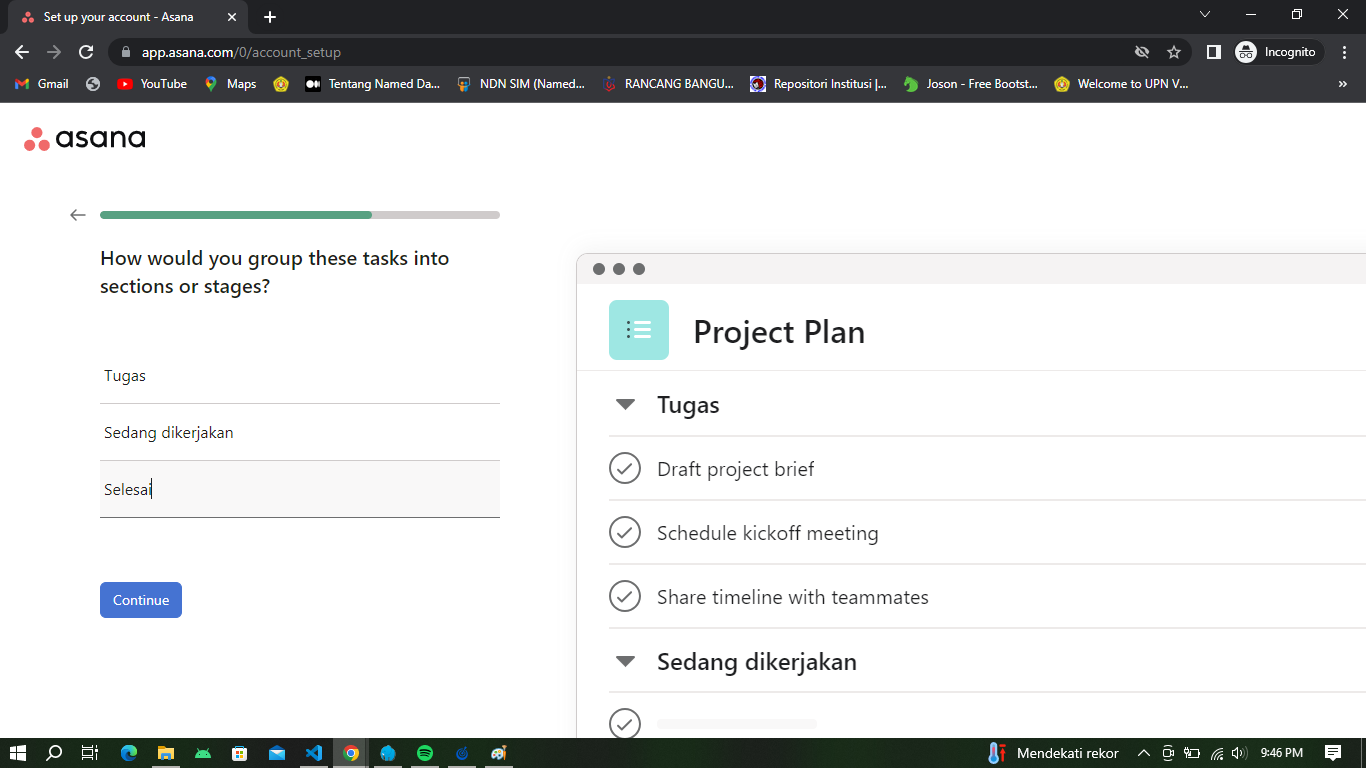 Set up your account - Asana
app.asana.com/0/account_setup
Incognito
Gmail
YouTube
Maps
Tentang Named Da...
NDN SIM (Named...
RANCANG BANGU...
Repositori Institusi |...
Joson - Free Bootst...
Welcome to UPN V...
»
asana
How would you group these tasks into
sections or stages?
Tugas
Sedang dikerjakan
Selesai
Continue
Project Plan
Tugas
Draft project brief
Schedule kickoff meeting
Share timeline with teammates
Sedang dikerjakan
Mendekati rekor
9:46 PM